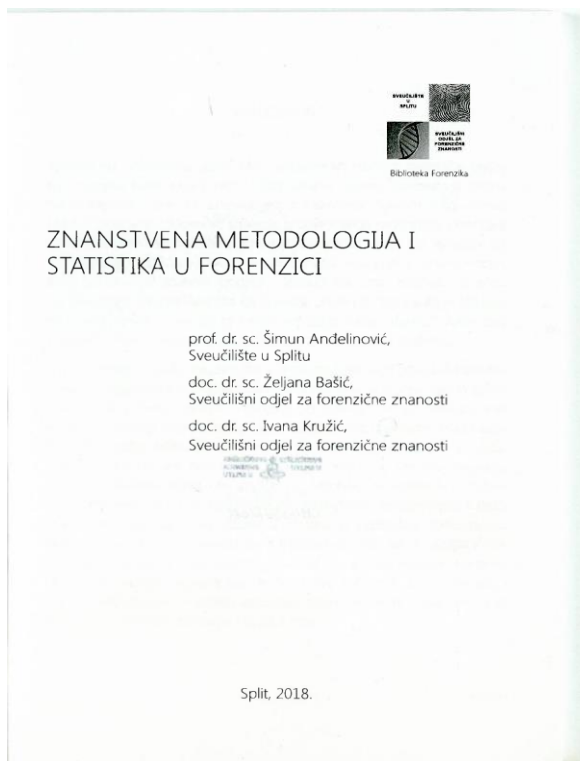 SVEUČILIŠTE
U
SPLITU
SVEUČILIŠNI
ODJEL ZA
FORENZIČNE
ZNANOSTI
Biblioteka Forenzika
ZNANSTVENA METODOLOGIJA I
STATISTIKA U FORENZICI
prof. dr. sc. Šimun Anđelinović,
Sveučilište u Splitu
doc. dr. sc. Željana Bašić,
Sveučilišni odjel za forenzične znanosti
doc. dr. sc. Ivana Kružić,
Sveučilišni odjel za forenzične znanosti
Split, 2018.